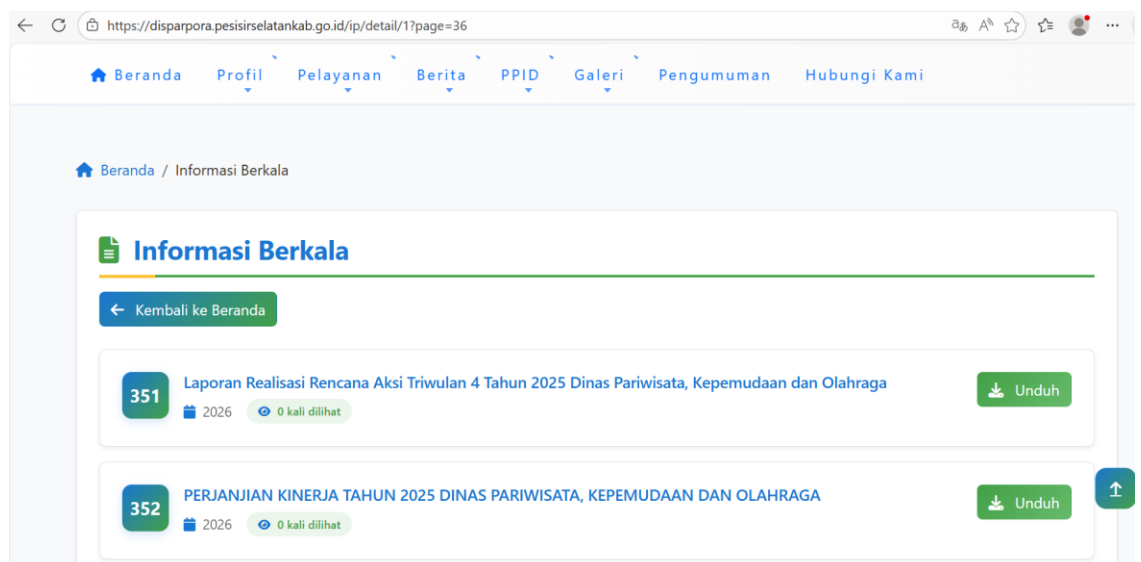 https://disparpora.pesisirselatankab.go.id/ip/detail/1?page=36
Beranda Profil Pelayanan Berita PPID Galeri Pengumuman Hubungi Kami
Beranda / Informasi Berkala
Informasi Berkala
Kembali ke Beranda
351 Laporan Realisasi Rencana Aksi Triwulan 4 Tahun 2025 Dinas Pariwisata, Kepemudaan dan Olahraga Unduh
2026 0 kali dilihat
352 PERJANJIAN KINERJA TAHUN 2025 DINAS PARIWISATA, KEPEMUDAAN DAN OLAHRAGA Unduh
2026 0 kali dilihat